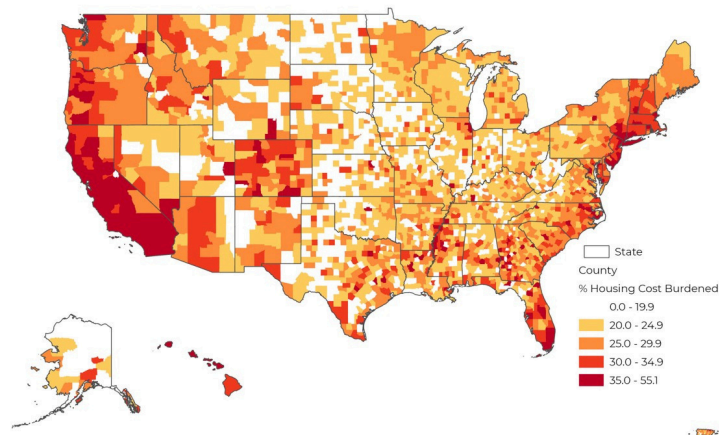 State
County
% Housing Cost Burdened
0.0 - 19.9
20.0 - 24.9
25.0 - 29.9
30.0 - 34.9
35.0 - 55.1